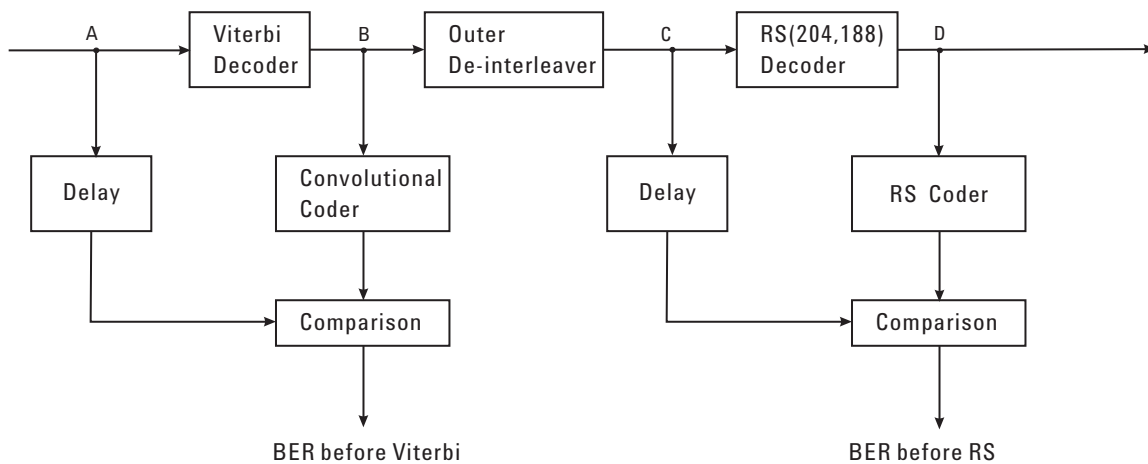 A
Viterbi
Decoder
B
Outer
De-interleaver
C
RS(204,188)
Decoder
D
Delay
Convolutional
Coder
Delay
RS Coder
Comparison
Comparison
BER before Viterbi
BER before RS